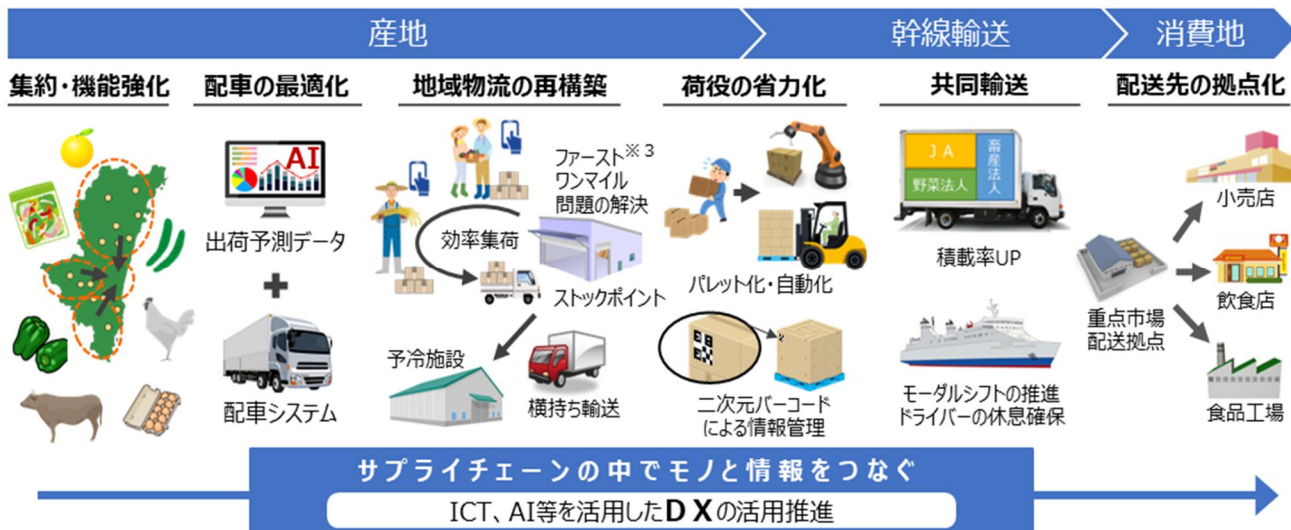 産地
幹線輸送
消費地
集約・機能強化
配車の最適化
地域物流の再構築
荷役の省力化
共同輸送
配送先の拠点化
AI
出荷予測データ
+
配車システム
ファースト※3
ワンマイル
問題の解決
効率集荷
ストックポイント
予冷施設
横持ち輸送
パレット化・自動化
二次元バーコード
による情報管理
JA
野菜法人
畜産法人
積載率UP
モーダルシフトの推進
ドライバーの休息確保
重点市場
配送拠点
小売店
飲食店
食品工場
サプライチェーンの中でモノと情報をつなぐ
ICT、AI等を活用したDXの活用推進